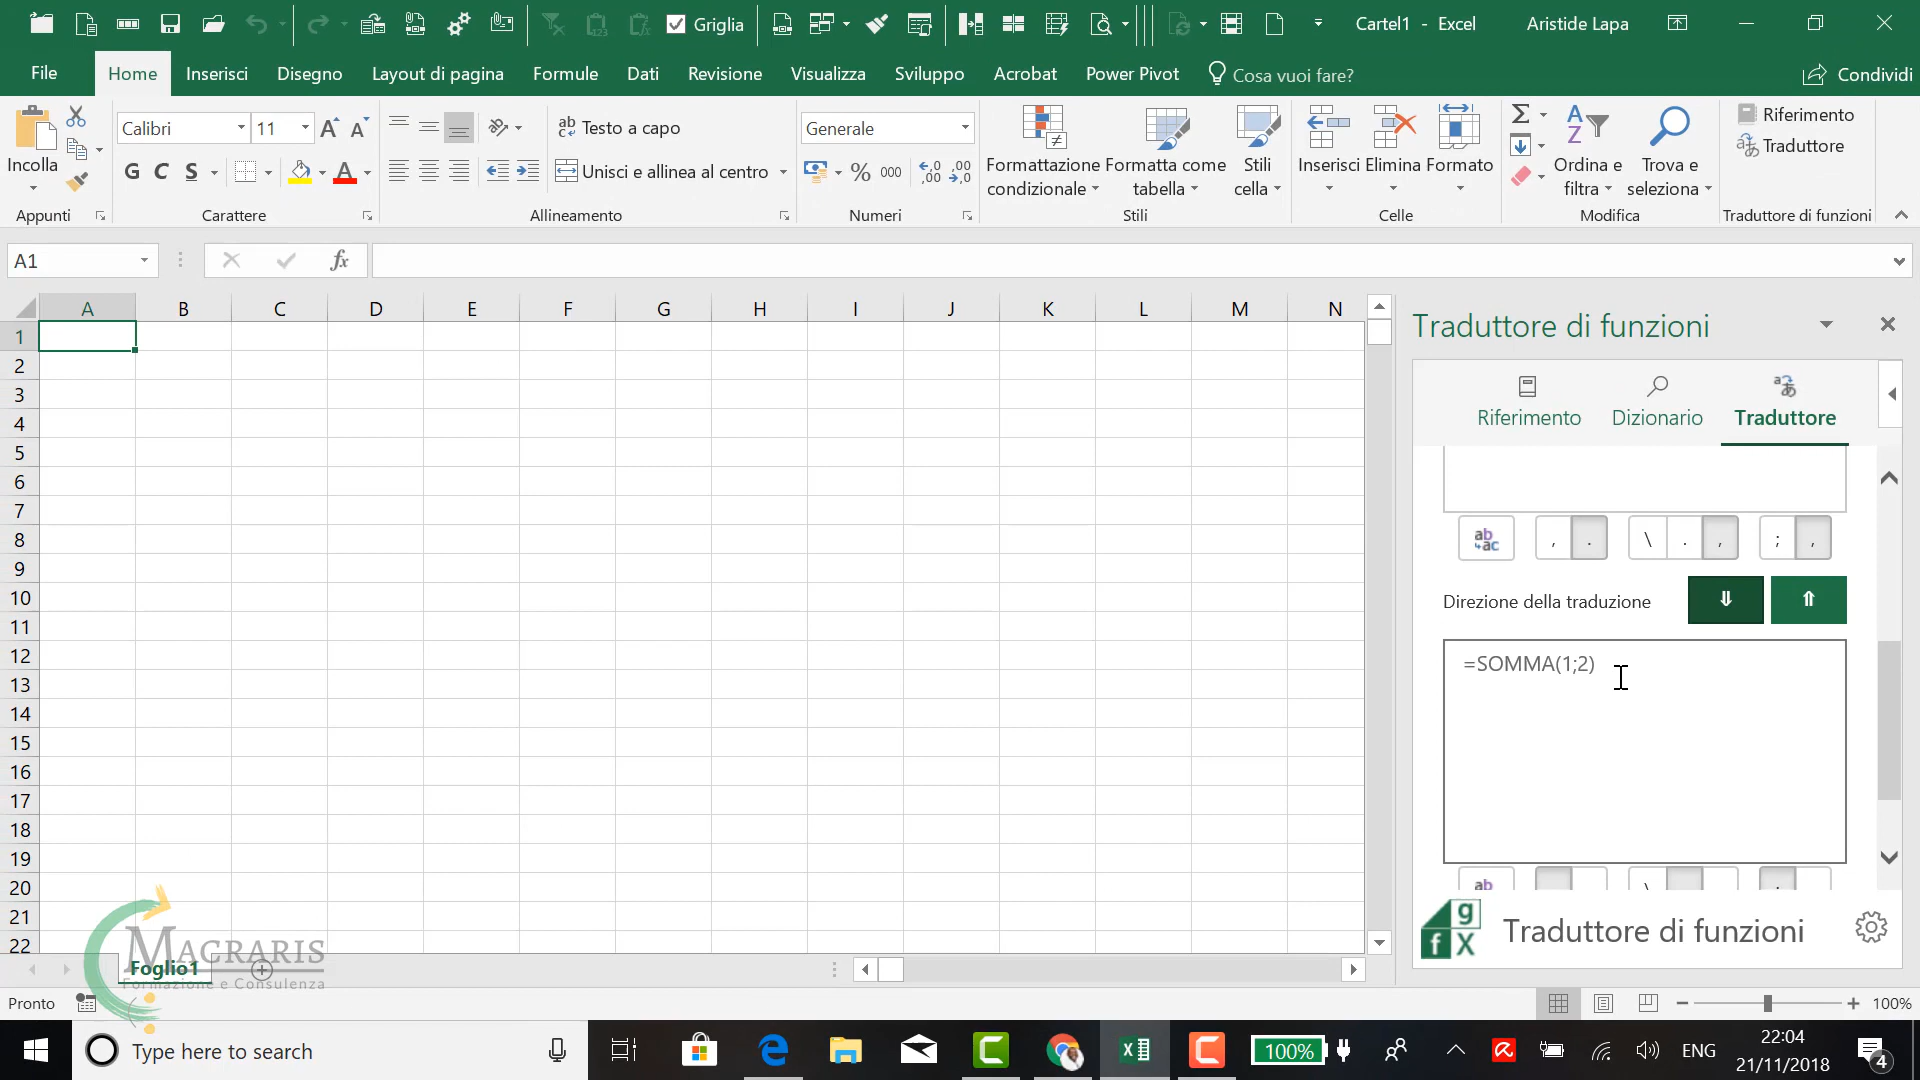 Griglia
Cartel1 - Excel
Aristide Lapa
File
Home
Inserisci
Disegno
Layout di pagina
Formule
Dati
Revisione
Visualizza
Sviluppo
Acrobat
Power Pivot
Cosa vuoi fare?
Condividi
Incolla
Calibri
11
A A
ab
Testo a capo
G C S
A
Unisci e allinea al centro
Generale
% 000
Formattazione condizionale
Formatta come tabella
Stili cella
Inserisci
Elimina
Formato
Ordina e filtra
Trova e seleziona
Riferimento
Traduttore
Appunti
Carattere
Allineamento
Numeri
Stili
Celle
Modifica
Traduttore di funzioni
A1
fx
A B C D E F G H I J K L M N
1
2
3
4
5
6
7
8
9
10
11
12
13
14
15
16
17
18
19
20
21
22
Traduttore di funzioni
Riferimento
Dizionario
Traduttore
ab ac , . \ . , ; ,
Direzione della traduzione
=SOMMA(1;2)
ab
g f X
Traduttore di funzioni
MACRARIS
Formazione e Consulenza
Foglio1
Pronto
100%
Type here to search
100%
ENG
22:04
21/11/2018
4